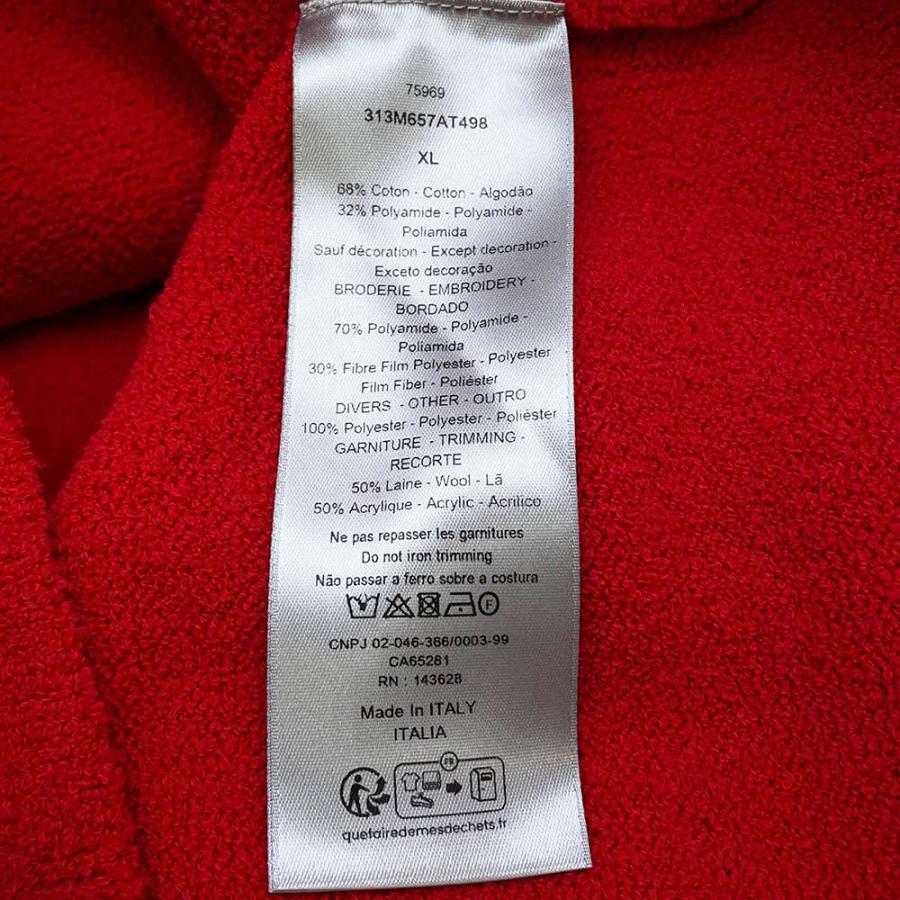 75969
313M657AT498
XL
68% Coton - Cotton - Algodão
32% Polyamide - Polyamide -
Poliamida
Sauf décoration - Except decoration -
Exceto decoração
BRODERIE - EMBROIDERY -
BORDADO
70% Polyamide - Polyamide -
Poliamida
30% Fibre Film Polyester - Polyester
Film Fiber - Poliéster
DIVERS - OTHER - OUTRO
100% Polyester - Polyester - Poliéster
GARNITURE - TRIMMING -
RECORTE
50% Laine - Wool - Lã
50% Acrylique - Acrylic - Acrilico
Ne pas repasser les garnitures
Do not iron trimming
Não passar a ferro sobre a costura
F
CNPJ 02-046-366/0003-99
CA65281
RN : 143628
Made In ITALY
ITALIA
FR
quefairedemesdechets.fr